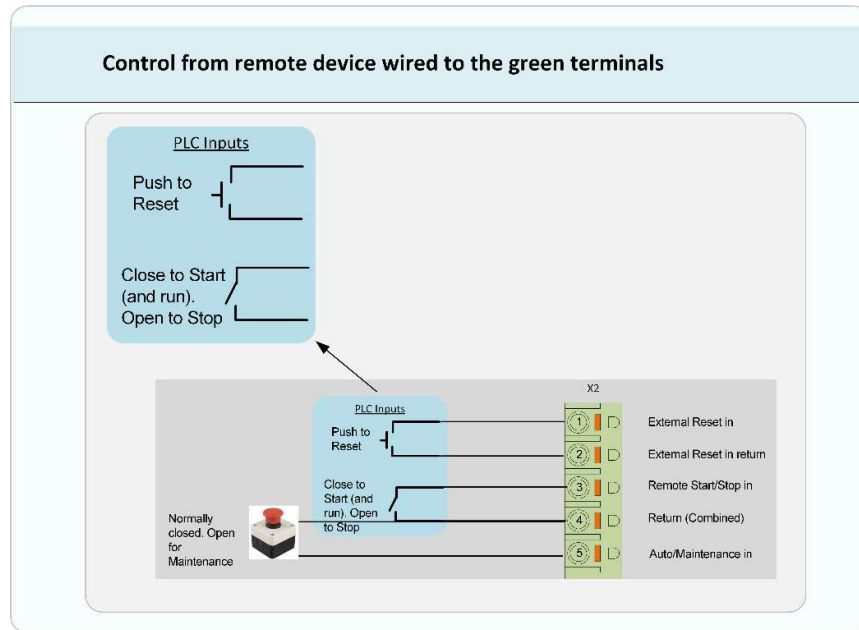 Control from remote device wired to the green terminals
PLC Inputs
Push to
Reset
Close to Start
(and run).
Open to Stop
X2
PLC Inputs
Push to
Reset
1
External Reset in
2
External Reset in return
Close to
Start (and
run). Open
to Stop
3
Remote Start/Stop in
Normally
closed. Open
for
Maintenance
4
Return (Combined)
5
Auto/Maintenance in